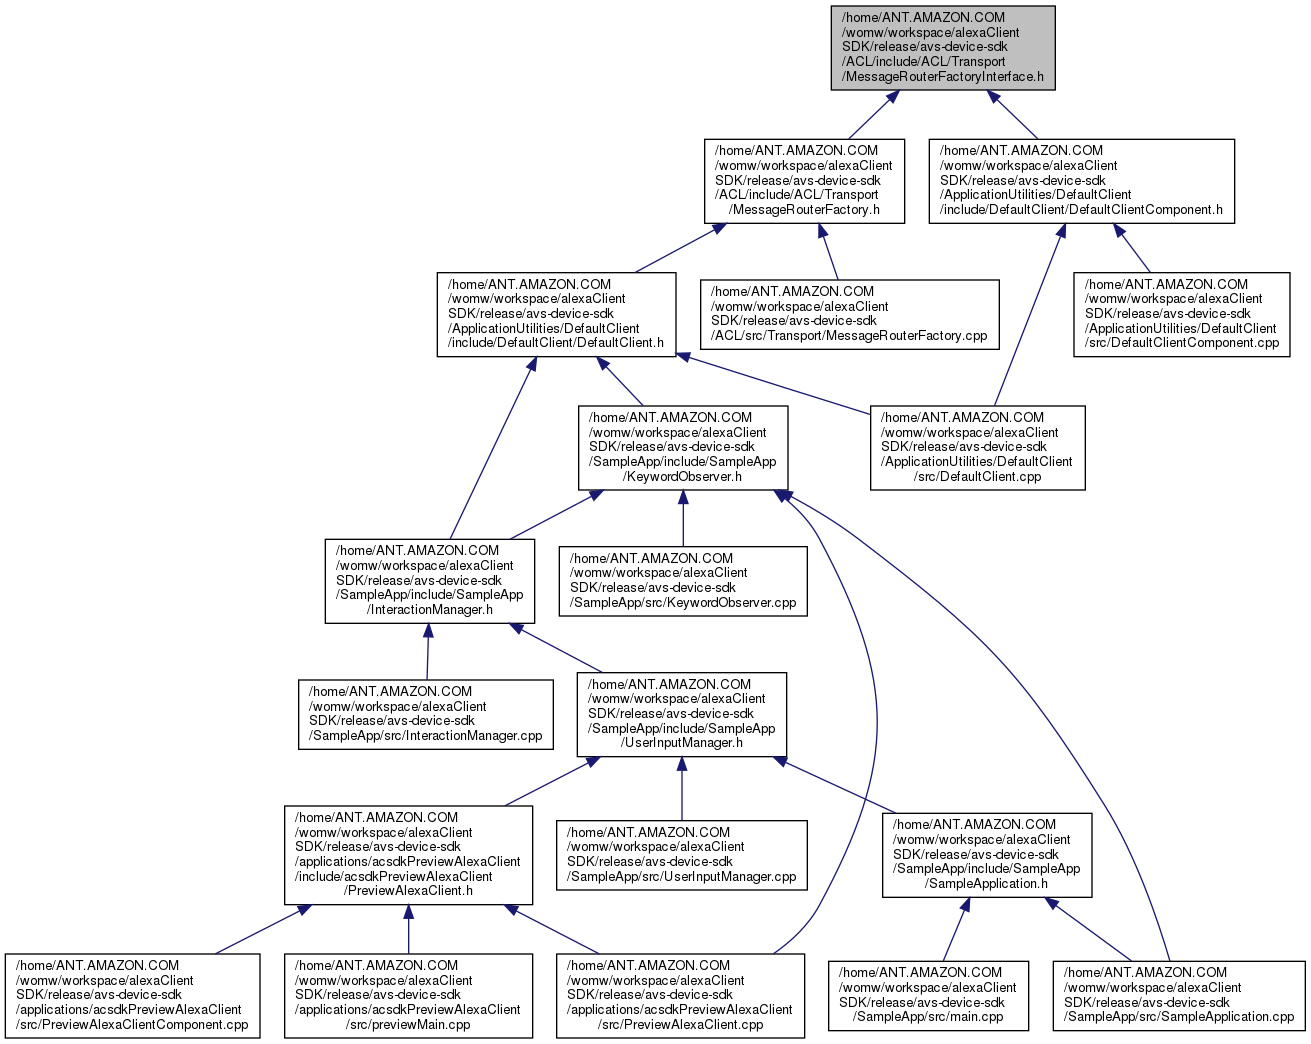 /home/ANT.AMAZON.COM
/womw/workspace/alexaClient
SDK/release/avs-device-sdk
/ACL/include/ACL/Transport
/MessageRouterFactoryInterface.h
/home/ANT.AMAZON.COM
/womw/workspace/alexaClient
SDK/release/avs-device-sdk
/ACL/include/ACL/Transport
/MessageRouterFactory.h
/home/ANT.AMAZON.COM
/womw/workspace/alexaClient
SDK/release/avs-device-sdk
/ApplicationUtilities/DefaultClient
/include/DefaultClient/DefaultClientComponent.h
/home/ANT.AMAZON.COM
/womw/workspace/alexaClient
SDK/release/avs-device-sdk
/ApplicationUtilities/DefaultClient
/include/DefaultClient/DefaultClient.h
/home/ANT.AMAZON.COM
/womw/workspace/alexaClient
SDK/release/avs-device-sdk
/ACL/src/Transport/MessageRouterFactory.cpp
/home/ANT.AMAZON.COM
/womw/workspace/alexaClient
SDK/release/avs-device-sdk
/ApplicationUtilities/DefaultClient
/src/DefaultClientComponent.cpp
/home/ANT.AMAZON.COM
/womw/workspace/alexaClient
SDK/release/avs-device-sdk
/SampleApp/include/SampleApp
/KeywordObserver.h
/home/ANT.AMAZON.COM
/womw/workspace/alexaClient
SDK/release/avs-device-sdk
/ApplicationUtilities/DefaultClient
/src/DefaultClient.cpp
/home/ANT.AMAZON.COM
/womw/workspace/alexaClient
SDK/release/avs-device-sdk
/SampleApp/include/SampleApp
/InteractionManager.h
/home/ANT.AMAZON.COM
/womw/workspace/alexaClient
SDK/release/avs-device-sdk
/SampleApp/src/KeywordObserver.cpp
/home/ANT.AMAZON.COM
/womw/workspace/alexaClient
SDK/release/avs-device-sdk
/SampleApp/src/InteractionManager.cpp
/home/ANT.AMAZON.COM
/womw/workspace/alexaClient
SDK/release/avs-device-sdk
/SampleApp/include/SampleApp
/UserInputManager.h
/home/ANT.AMAZON.COM
/womw/workspace/alexaClient
SDK/release/avs-device-sdk
/applications/acsdkPreviewAlexaClient
/include/acsdkPreviewAlexaClient
/PreviewAlexaClient.h
/home/ANT.AMAZON.COM
/womw/workspace/alexaClient
SDK/release/avs-device-sdk
/SampleApp/src/UserInputManager.cpp
/home/ANT.AMAZON.COM
/womw/workspace/alexaClient
SDK/release/avs-device-sdk
/SampleApp/include/SampleApp
/SampleApplication.h
/home/ANT.AMAZON.COM
/womw/workspace/alexaClient
SDK/release/avs-device-sdk
/applications/acsdkPreviewAlexaClient
/src/PreviewAlexaClientComponent.cpp
/home/ANT.AMAZON.COM
/womw/workspace/alexaClient
SDK/release/avs-device-sdk
/applications/acsdkPreviewAlexaClient
/src/previewMain.cpp
/home/ANT.AMAZON.COM
/womw/workspace/alexaClient
SDK/release/avs-device-sdk
/applications/acsdkPreviewAlexaClient
/src/PreviewAlexaClient.cpp
/home/ANT.AMAZON.COM
/womw/workspace/alexaClient
SDK/release/avs-device-sdk
/SampleApp/src/main.cpp
/home/ANT.AMAZON.COM
/womw/workspace/alexaClient
SDK/release/avs-device-sdk
/SampleApp/src/SampleApplication.cpp